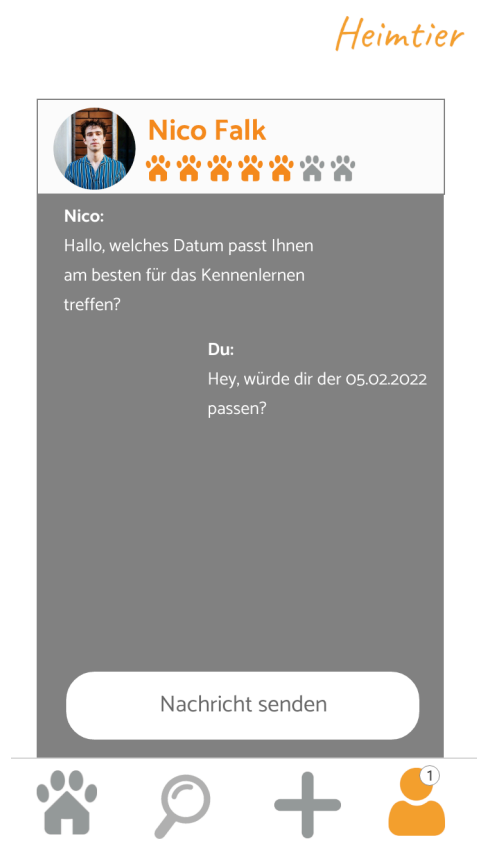 Heimtier
Nico Falk
Nico:
Hallo, welches Datum passt Ihnen
am besten für das Kennenlernen
treffen?
Du:
Hey, würde dir der 05.02.2022
passen?
Nachricht senden
1